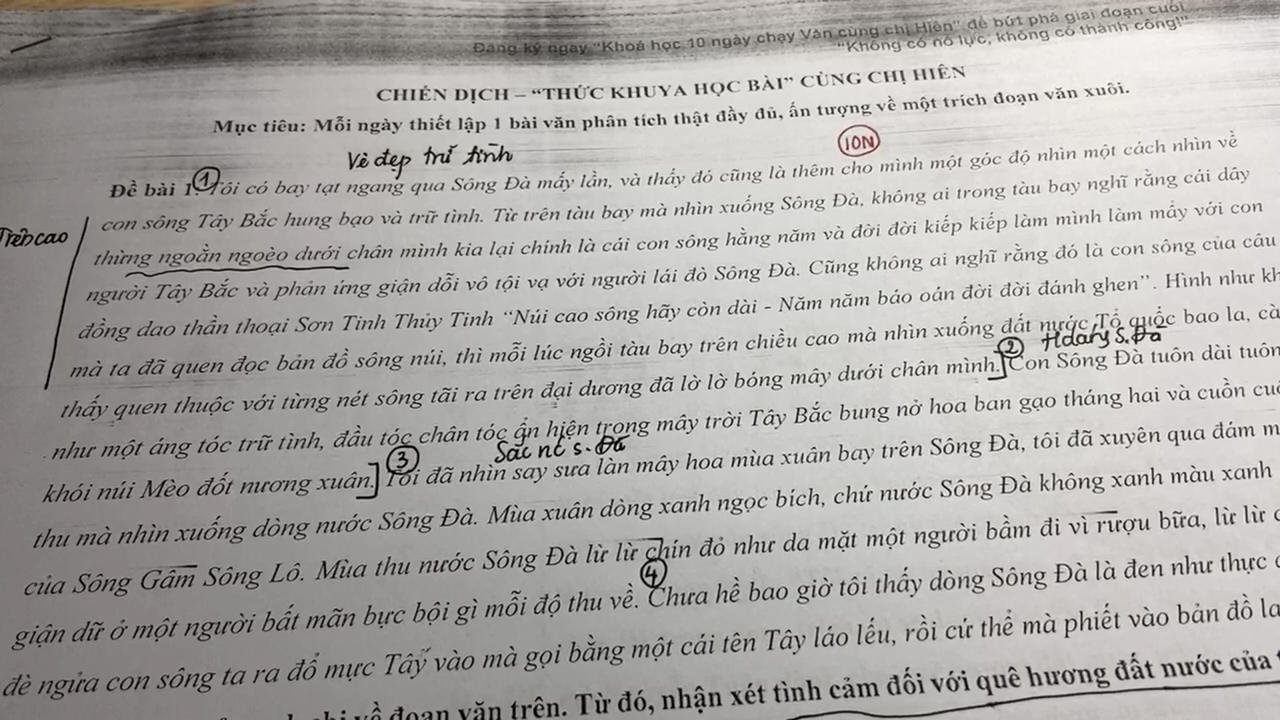 Đăng ký ngay "Khoá học 10 ngày chạy Văn cùng chị Hiên" để bứt phá giai đoạn cuối
"Không có nỗ lực, không có thành công!"
CHIẾN DỊCH – "THỨC KHUYA HỌC BÀI" CÙNG CHỊ HIÊN
Mục tiêu: Mỗi ngày thiết lập 1 bài văn phân tích thật đầy đủ, ấn tượng về một trích đoạn văn xuôi.
Vẻ đẹp trữ tình
ION
Đề bài 1 ① Tôi có bay tạt ngang qua Sông Đà mấy lần, và thấy đó cũng là thêm cho mình một góc độ nhìn một cách nhìn về
con sông Tây Bắc hung bạo và trữ tình. Từ trên tàu bay mà nhìn xuống Sông Đà, không ai trong tàu bay nghĩ rằng cái dây
Trên cao
thừng ngoằn ngoèo dưới chân mình kia lại chính là cái con sông hằng năm và đời đời kiếp kiếp làm mình làm mẩy với con
người Tây Bắc và phản ứng giận dỗi vô tội vạ với người lái đò Sông Đà. Cũng không ai nghĩ rằng đó là con sông của câu
đồng dao thần thoại Sơn Tinh Thủy Tinh "Núi cao sông hãy còn dài - Năm năm báo oán đời đời đánh ghen". Hình như
mà ta đã quen đọc bản đồ sông núi, thì mỗi lúc ngồi tàu bay trên chiều cao mà nhìn xuống đất nước Tổ quốc bao la,
② Hdáng S. Đà
thấy quen thuộc với từng nét sông tãi ra trên đại dương đã lờ lờ bóng mây dưới chân mình.] Con Sông Đà tuôn dài tuôn
như một áng tóc trữ tình, đầu tóc chân tóc ẩn hiện trong mây trời Tây Bắc bung nở hoa ban gạo tháng hai và cuồn
③ Sắc nc S. Đà
khói núi Mèo đốt nương xuân.] Tôi đã nhìn say sưa làn mây hoa mùa xuân bay trên Sông Đà, tôi đã xuyên qua đám
thu mà nhìn xuống dòng nước Sông Đà. Mùa xuân dòng xanh ngọc bích, chứ nước Sông Đà không xanh màu xanh
của Sông Gâm Sông Lô. Mùa thu nước Sông Đà lừ lừ chín đỏ như da mặt một người bầm đi vì rượu bữa, lừ lừ
④
giận dữ ở một người bất mãn bực bội gì mỗi độ thu về. Chưa hề bao giờ tôi thấy dòng Sông Đà là đen như thực
đè ngửa con sông ta ra đổ mực Tây vào mà gọi bằng một cái tên Tây láo lếu, rồi cứ thế mà phiết vào bản đồ
về đoạn văn trên. Từ đó, nhận xét tình cảm đối với quê hương đất nước của